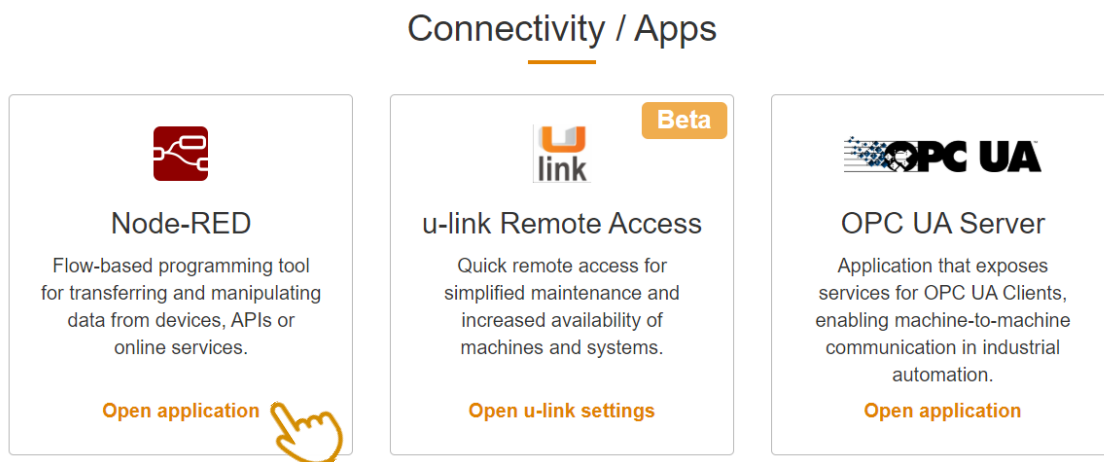 Connectivity / Apps
Node-RED
Flow-based programming tool
for transferring and manipulating
data from devices, APIs or
online services.
Open application
Beta
u
link
u-link Remote Access
Quick remote access for
simplified maintenance and
increased availability of
machines and systems.
Open u-link settings
OPC UA
OPC UA Server
Application that exposes
services for OPC UA Clients,
enabling machine-to-machine
communication in industrial
automation.
Open application